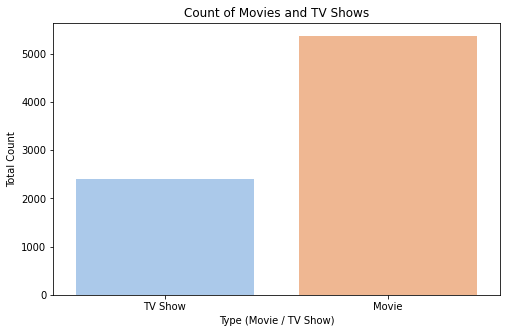 Count of Movies and TV Shows
5000
4000
3000
2000
1000
0
Total Count
TV Show
Movie
Type (Movie / TV Show)